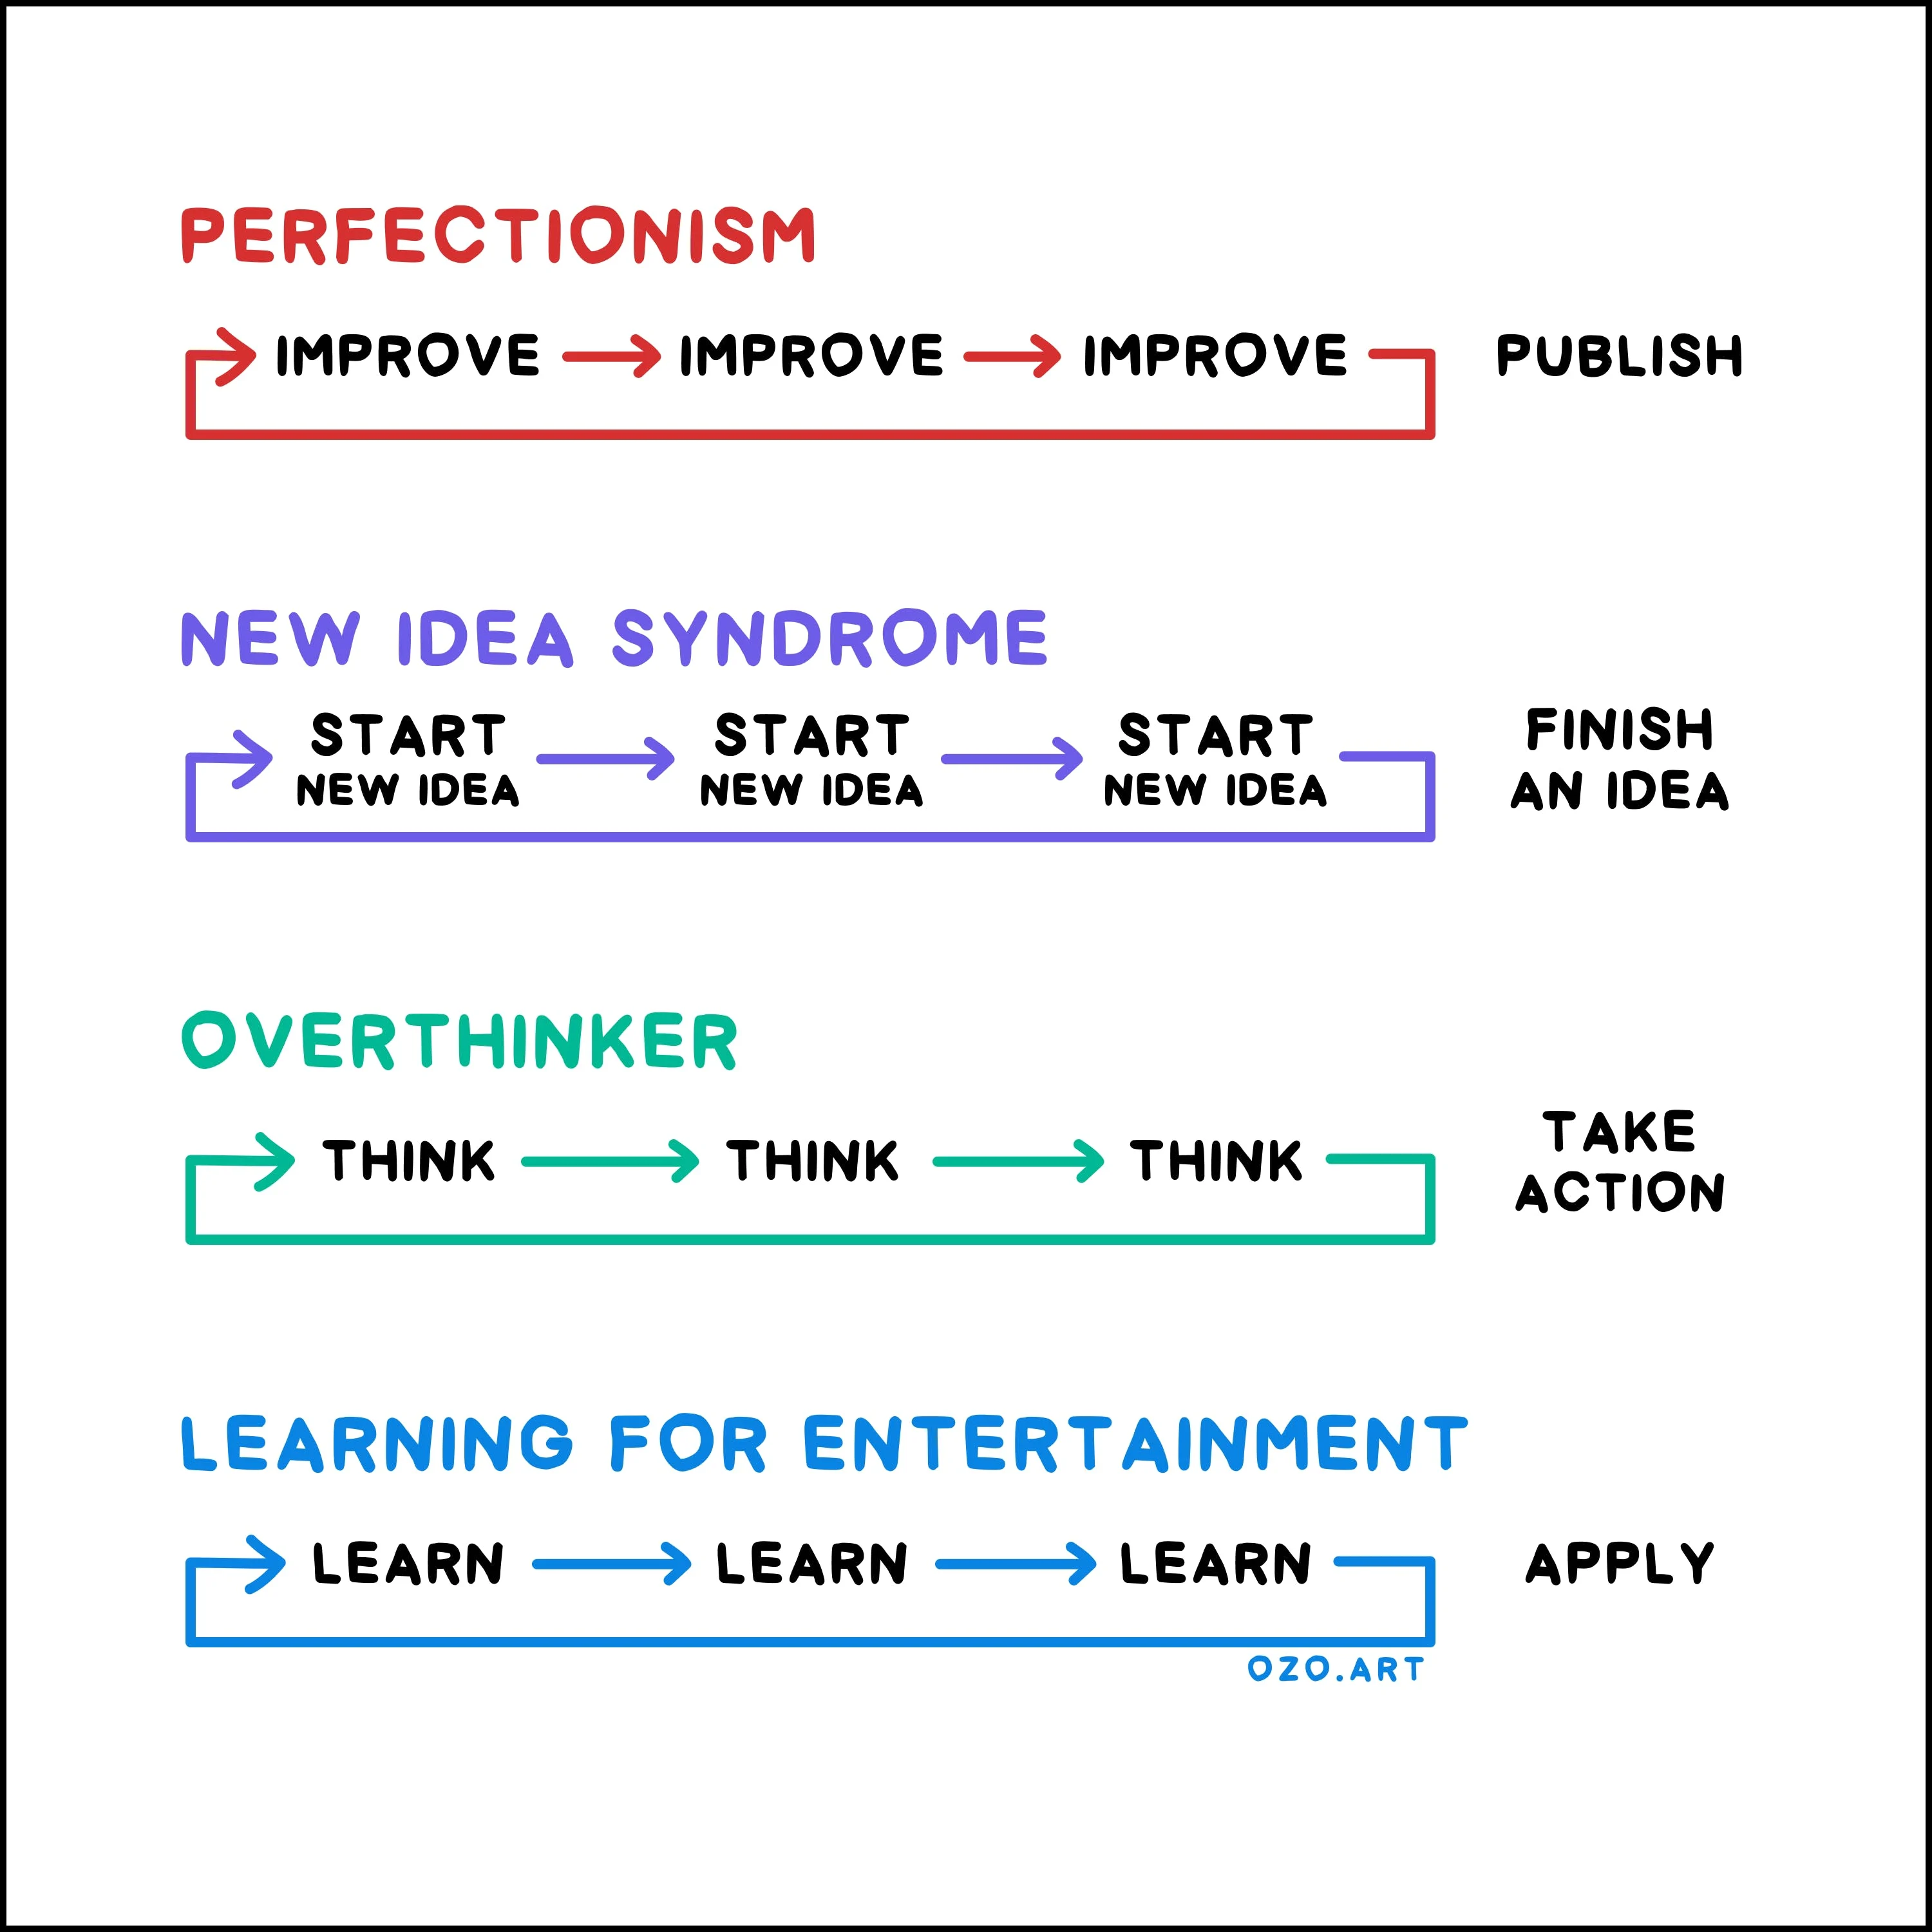 PERFECTIONISM
IMPROVE IMPROVE IMPROVE PUBLISH
NEW IDEA SYNDROME
START START START FINISH
NEW IDEA NEW IDEA NEW IDEA AN IDEA
OVERTHINKER
THINK THINK THINK TAKE
ACTION
LEARNING FOR ENTERTAINMENT
LEARN LEARN LEARN APPLY
OZO.ART